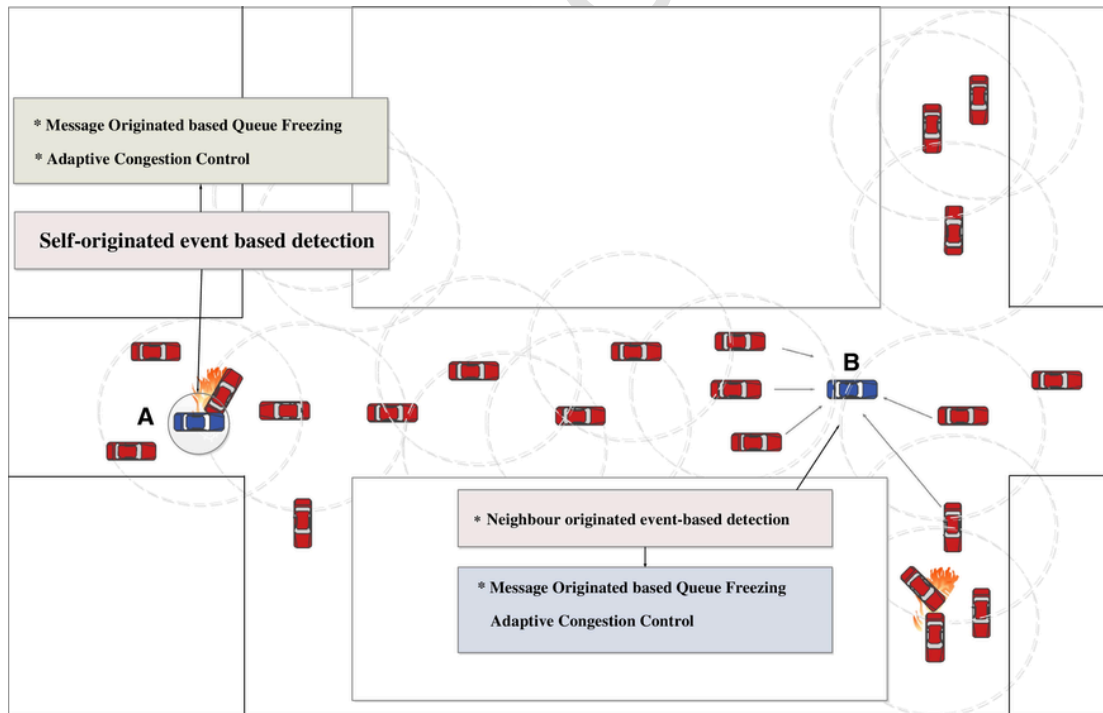 * Message Originated based Queue Freezing
* Adaptive Congestion Control
Self-originated event based detection
A
B
* Neighbour originated event-based detection
* Message Originated based Queue Freezing
Adaptive Congestion Control